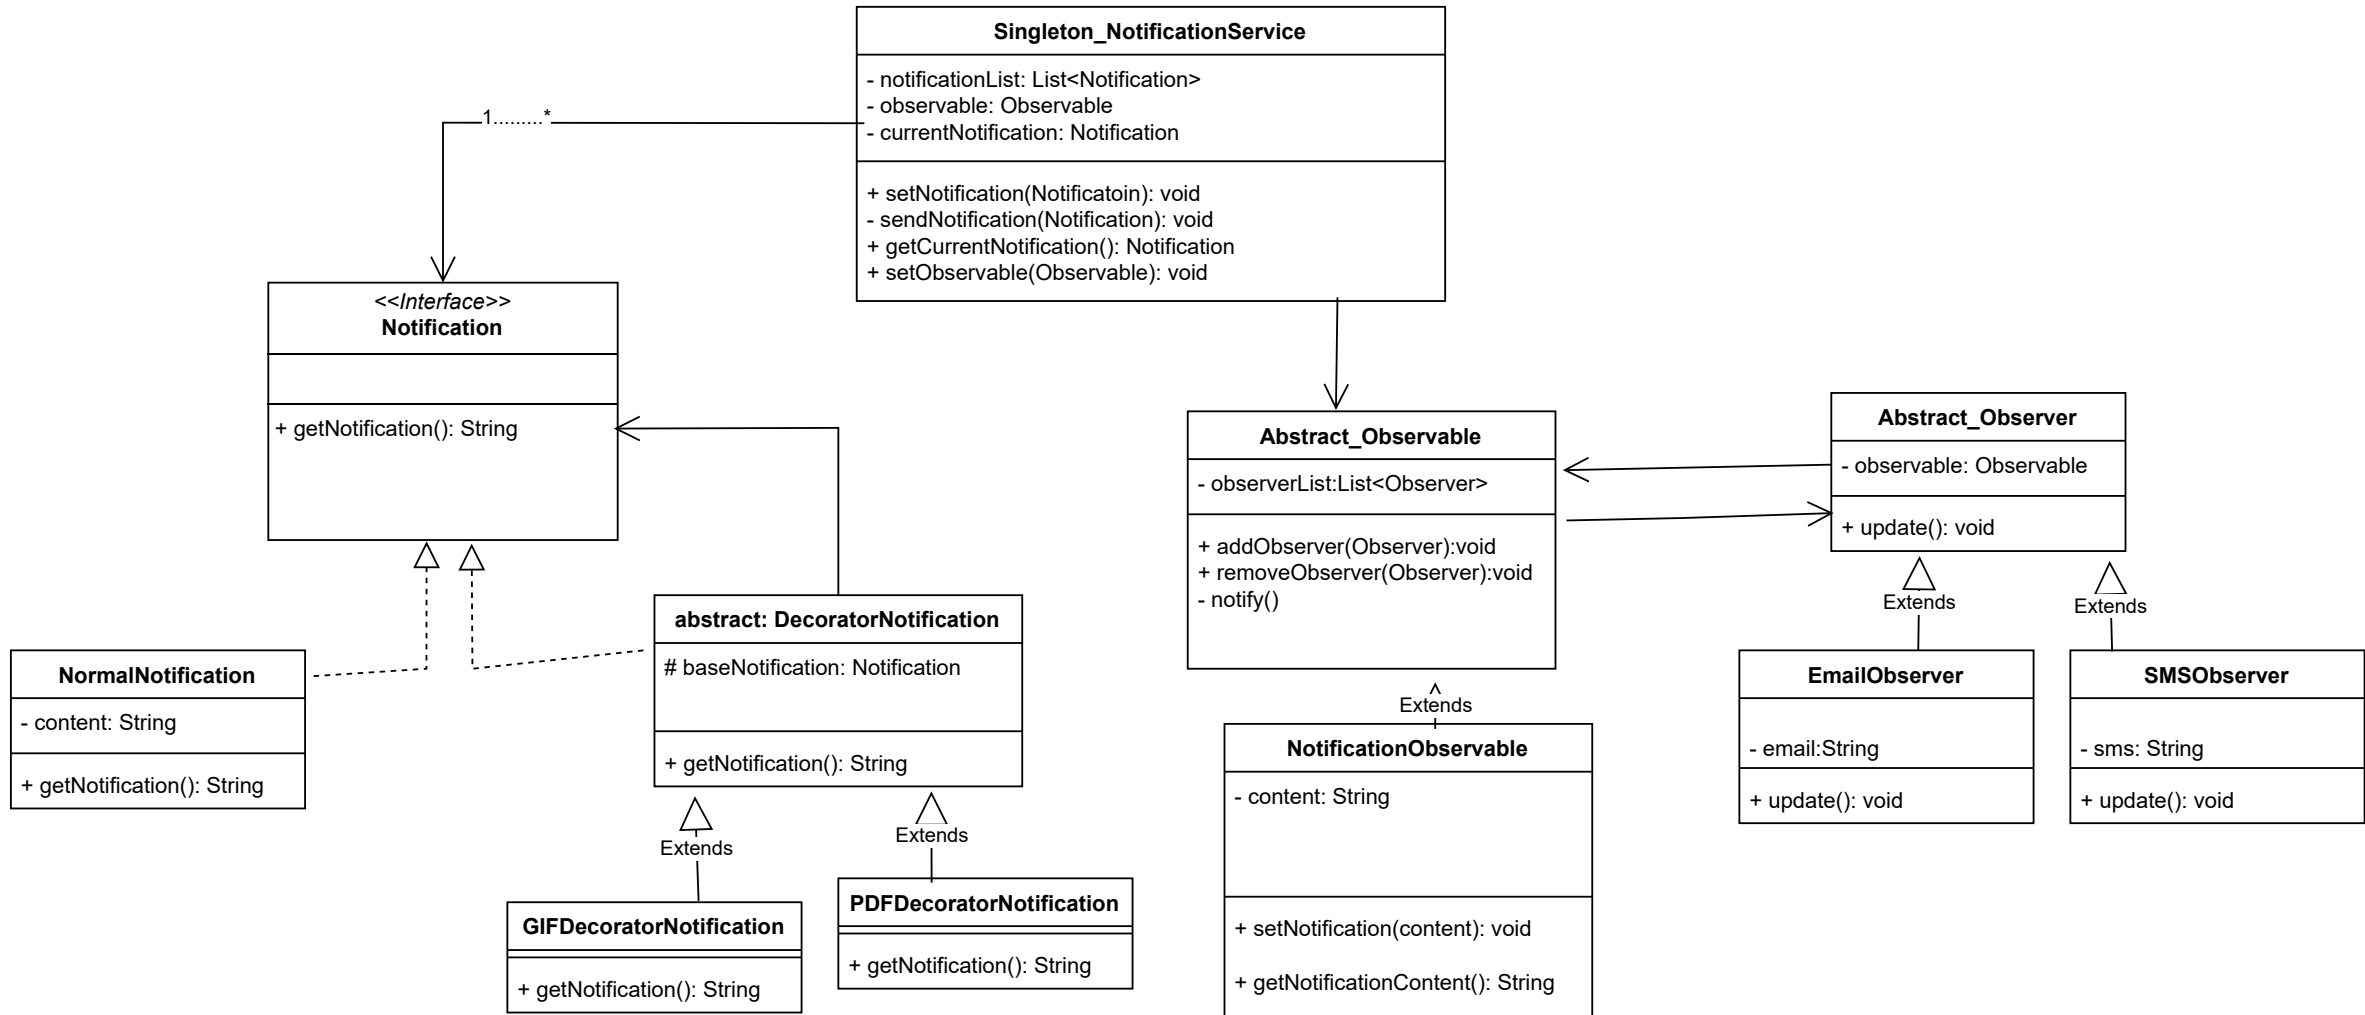 Singleton_NotificationService
- notificationList: List<Notification>
- observable: Observable
- currentNotification: Notification
+ setNotification(Notificatoin): void
- sendNotification(Notification): void
+ getCurrentNotification(): Notification
+ setObservable(Observable): void
1.........*
<<Interface>>
Notification
+ getNotification(): String
Abstract_Observable
- observerList:List<Observer>
+ addObserver(Observer):void
+ removeObserver(Observer):void
- notify()
Abstract_Observer
- observable: Observable
+ update(): void
Extends
Extends
NormalNotification
- content: String
+ getNotification(): String
abstract: DecoratorNotification
# baseNotification: Notification
+ getNotification(): String
Extends
Extends
GIFDecoratorNotification
+ getNotification(): String
PDFDecoratorNotification
+ getNotification(): String
Extends
NotificationObservable
- content: String
+ setNotification(content): void
+ getNotificationContent(): String
EmailObserver
- email:String
+ update(): void
SMSObserver
- sms: String
+ update(): void